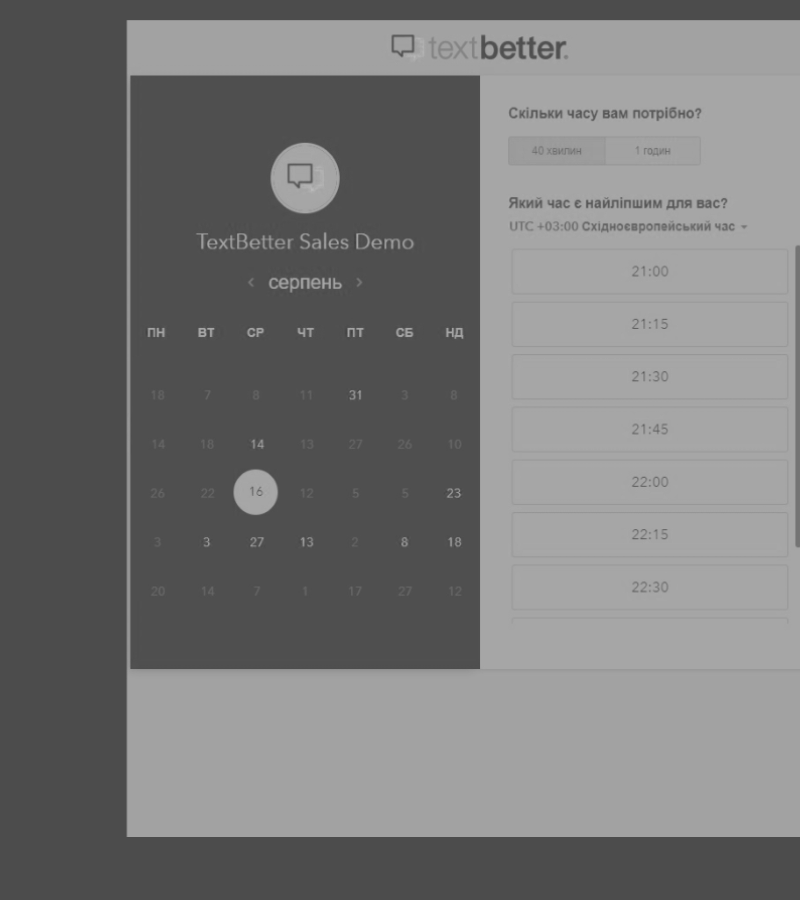 textbetter.
TextBetter Sales Demo
‹ серпень ›
ПН ВТ СР ЧТ ПТ СБ НД
18 7 8 11 31 3 8
14 18 14 13 27 26 10
26 22 16 12 5 5 23
3 3 27 13 2 8 18
20 14 7 1 17 27 12
Скільки часу вам потрібно?
40 хвилин 1 годин
Який час є найліпшим для вас?
UTC +03:00 Східноєвропейський час
21:00
21:15
21:30
21:45
22:00
22:15
22:30